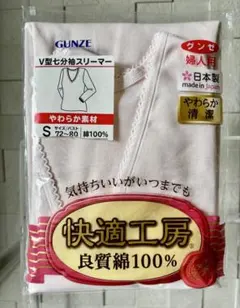 GUNZE
V型七分袖スリーマー
やわらか素材
S サイズ/バスト 72~80 綿100%
グンゼ
婦人用
日本製
made in Japan
やわらか
清潔
気持ちいいがいつまでも
快適工房®
良質綿100%